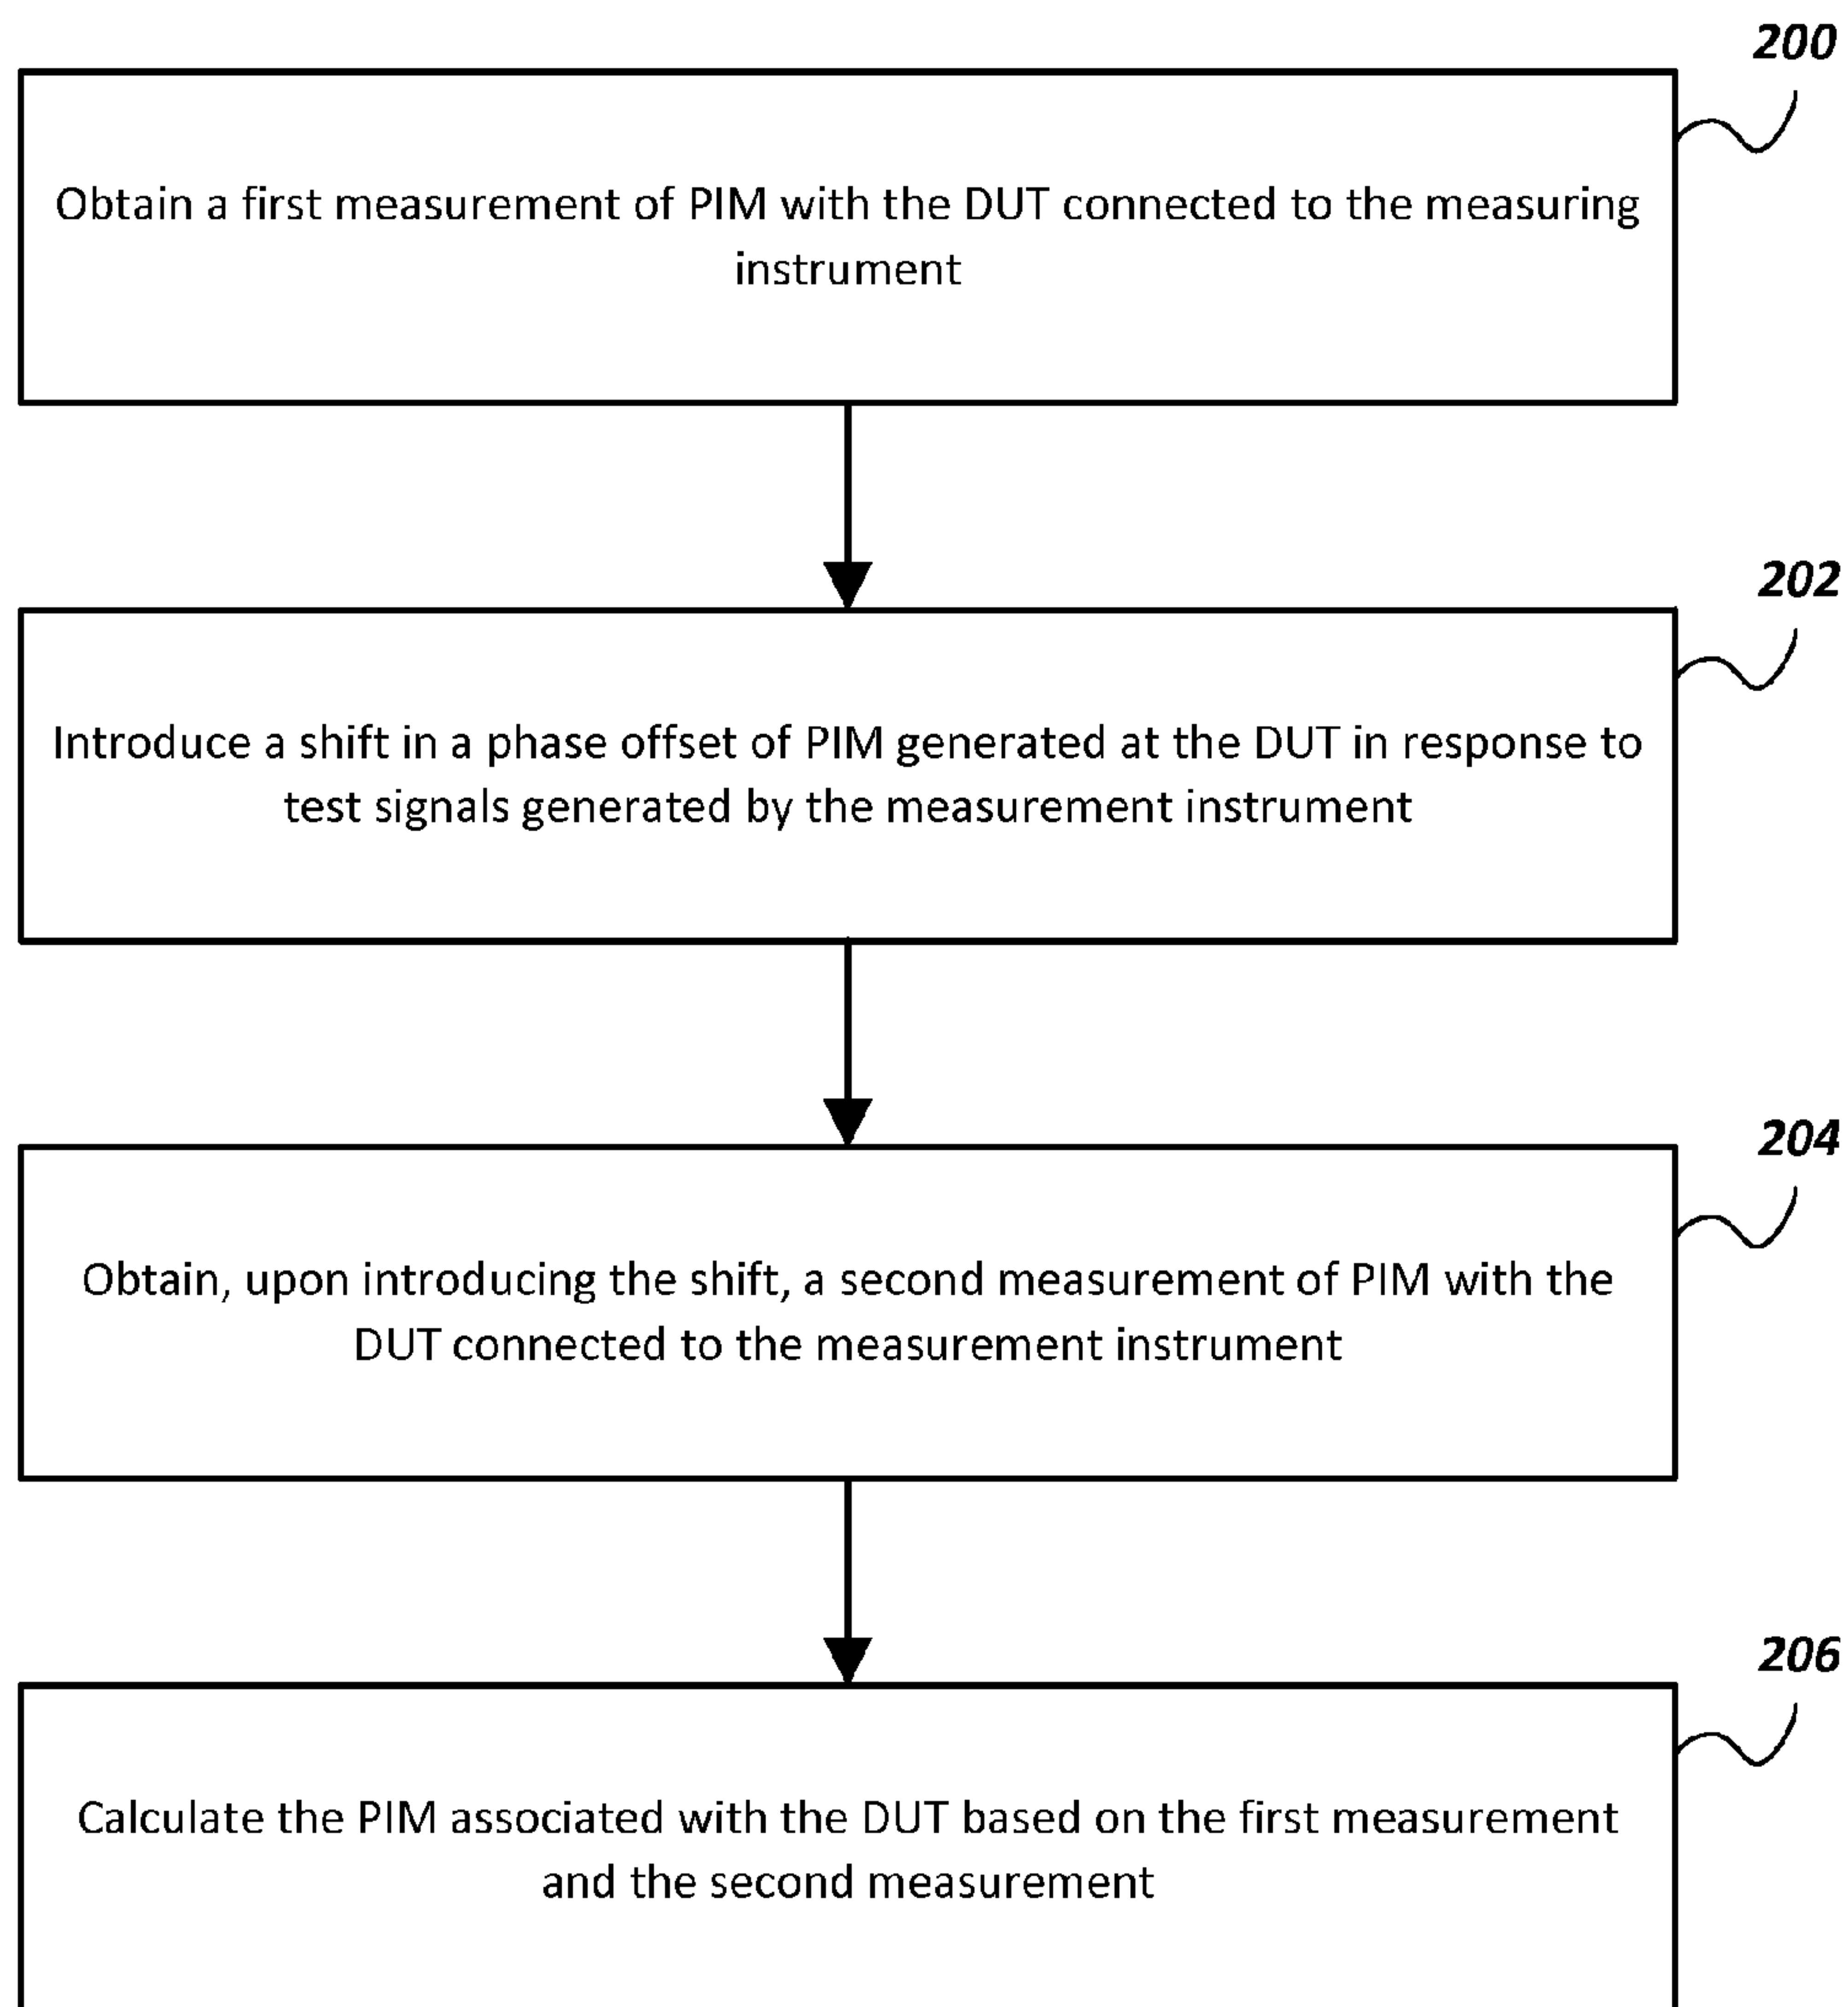 200
Obtain a first measurement of PIM with the DUT connected to the measuring
instrument
202
Introduce a shift in a phase offset of PIM generated at the DUT in response to
test signals generated by the measurement instrument
204
Obtain, upon introducing the shift, a second measurement of PIM with the
DUT connected to the measurement instrument
206
Calculate the PIM associated with the DUT based on the first measurement
and the second measurement